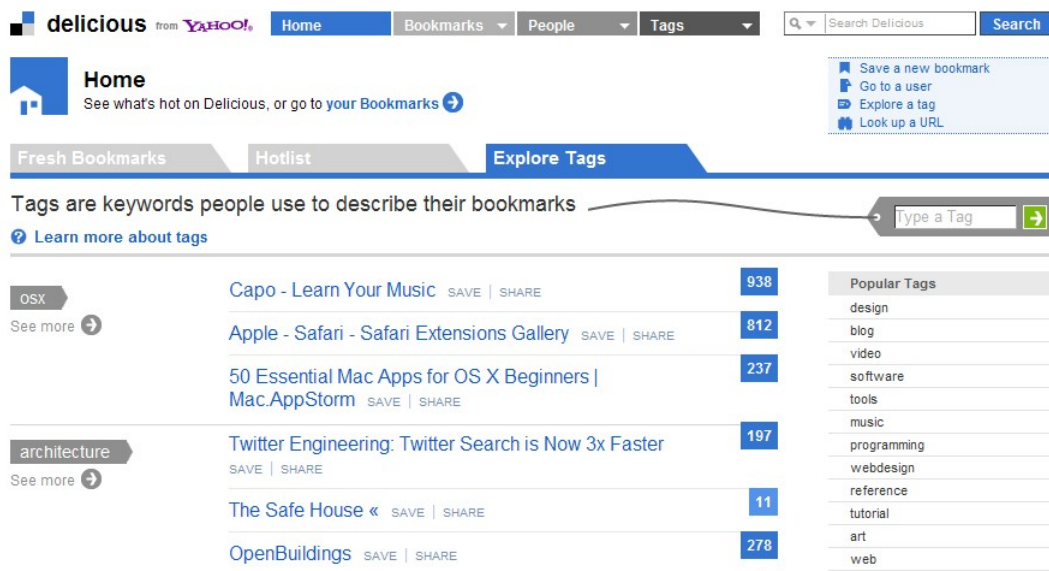 delicious from YAHOO!® Home Bookmarks People Tags Search Delicious Search
Home
See what's hot on Delicious, or go to your Bookmarks
Save a new bookmark
Go to a user
Explore a tag
Look up a URL
Fresh Bookmarks Hotlist Explore Tags
Tags are keywords people use to describe their bookmarks
Type a Tag
? Learn more about tags
osx
See more
Capo - Learn Your Music SAVE | SHARE 938
Apple - Safari - Safari Extensions Gallery SAVE | SHARE 812
50 Essential Mac Apps for OS X Beginners | 237
Mac.AppStorm SAVE | SHARE
architecture
See more
Twitter Engineering: Twitter Search is Now 3x Faster 197
SAVE | SHARE
The Safe House « SAVE | SHARE 11
OpenBuildings SAVE | SHARE 278
Popular Tags
design
blog
video
software
tools
music
programming
webdesign
reference
tutorial
art
web